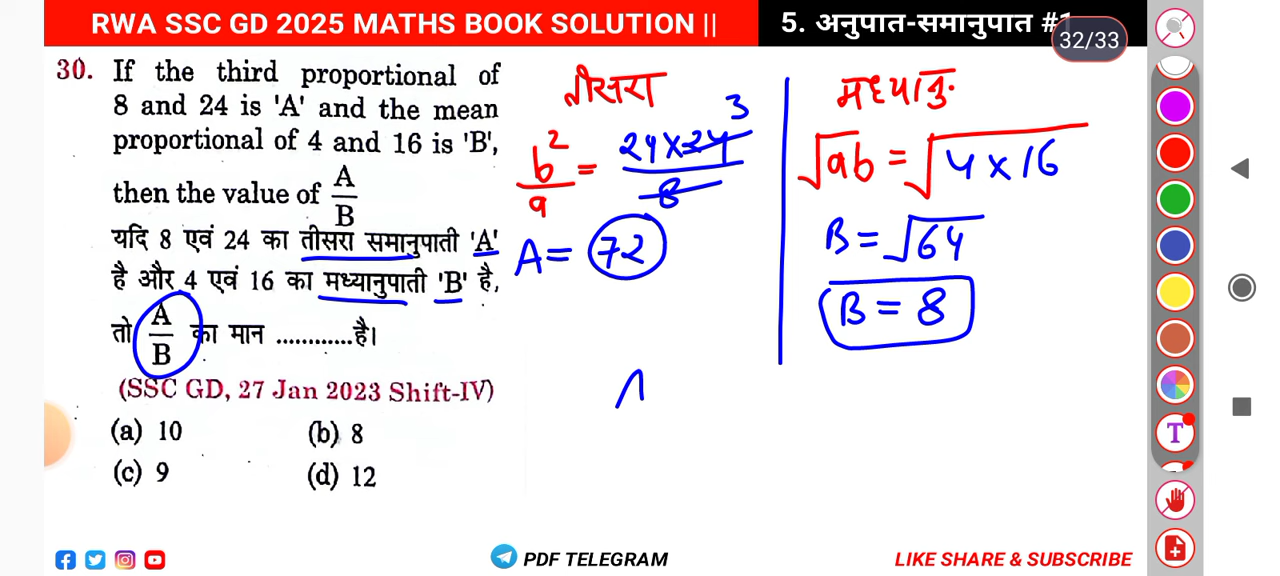 RWA SSC GD 2025 MATHS BOOK SOLUTION ||
5. अनुपात-समानुपात #1
32/33
30. If the third proportional of
8 and 24 is 'A' and the mean
proportional of 4 and 16 is 'B',
then the value of A/B
यदि 8 एवं 24 का तीसरा समानुपाती 'A'
है और 4 एवं 16 का मध्यानुपाती 'B' है,
तो A/B का मान ............है।
(SSC GD, 27 Jan 2023 Shift-IV)
(a) 10 (b) 8
(c) 9 (d) 12
तीसरा
b²/a = 24×24/8 3
A = 72
मध्यानु.
√ab = √4×16
B = √64
B = 8
T
PDF TELEGRAM
LIKE SHARE & SUBSCRIBE